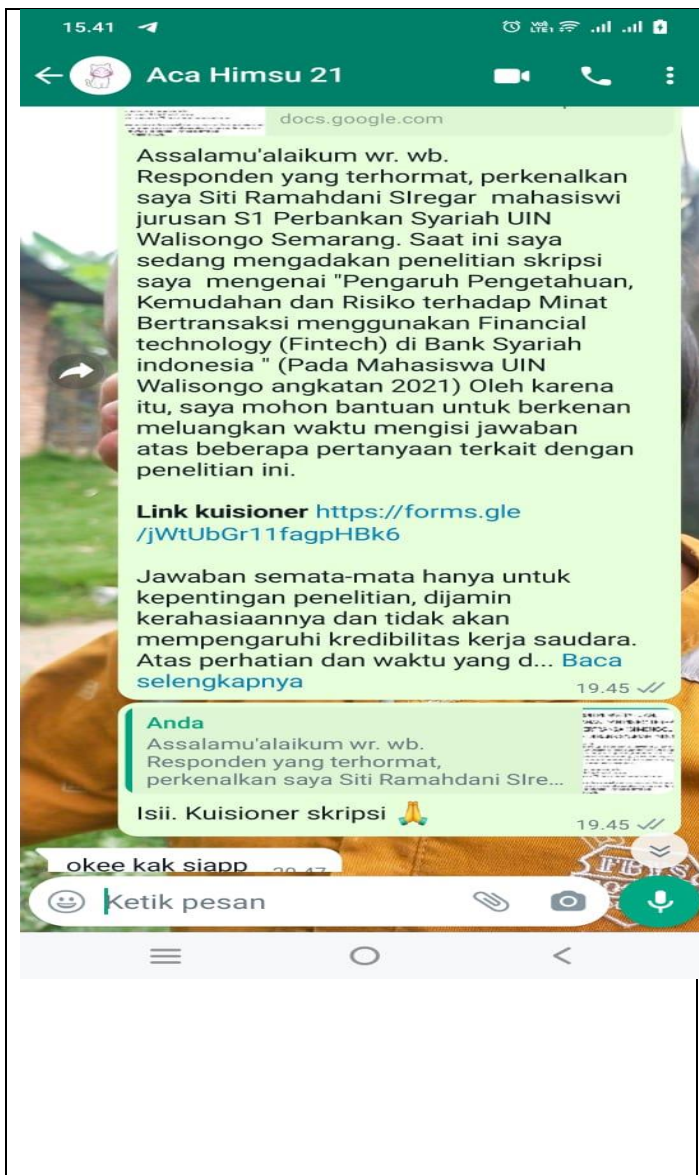 15.41
Aca Himsu 21
docs.google.com
Assalamu'alaikum wr. wb.
Responden yang terhormat, perkenalkan
saya Siti Ramahdani SIregar mahasiswi
jurusan S1 Perbankan Syariah UIN
Walisongo Semarang. Saat ini saya
sedang mengadakan penelitian skripsi
saya mengenai "Pengaruh Pengetahuan,
Kemudahan dan Risiko terhadap Minat
Bertransaksi menggunakan Financial
technology (Fintech) di Bank Syariah
indonesia " (Pada Mahasiswa UIN
Walisongo angkatan 2021) Oleh karena
itu, saya mohon bantuan untuk berkenan
meluangkan waktu mengisi jawaban
atas beberapa pertanyaan terkait dengan
penelitian ini.
Link kuisioner https://forms.gle
/jWtUbGr11fagpHBk6
Jawaban semata-mata hanya untuk
kepentingan penelitian, dijamin
kerahasiaannya dan tidak akan
mempengaruhi kredibilitas kerja saudara.
Atas perhatian dan waktu yang d... Baca
selengkapnya
19.45
Anda
Assalamu'alaikum wr. wb.
Responden yang terhormat,
perkenalkan saya Siti Ramahdani SIre...
Isii. Kuisioner skripsi 🙏
19.45
okee kak siapp
Ketik pesan